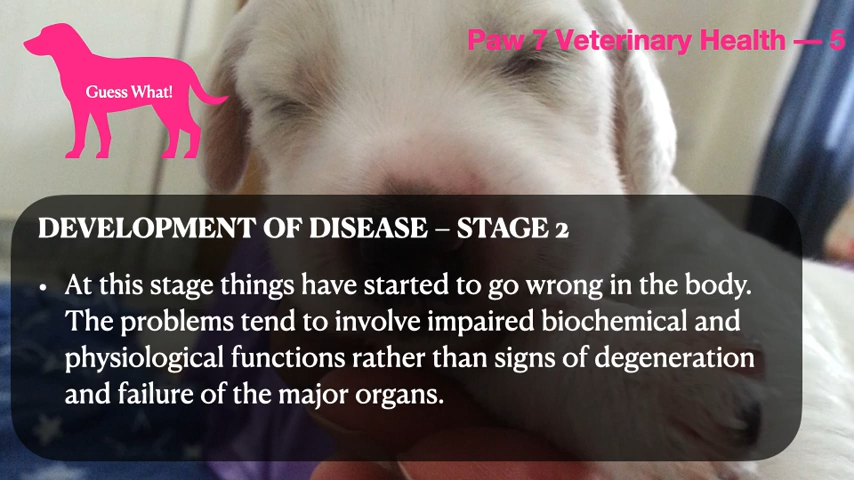 Paw 7 Veterinary Health — 5
Guess What!
DEVELOPMENT OF DISEASE – STAGE 2
• At this stage things have started to go wrong in the body.
The problems tend to involve impaired biochemical and
physiological functions rather than signs of degeneration
and failure of the major organs.